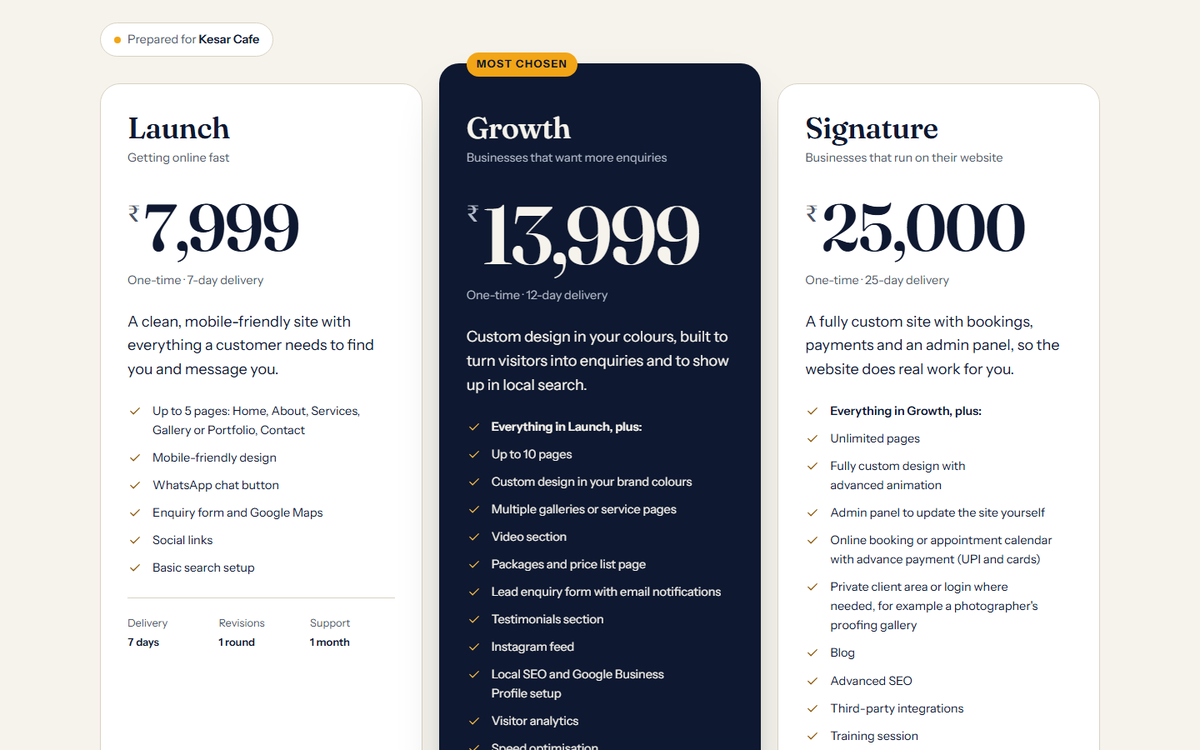 Prepared for Kesar Cafe
Launch
Getting online fast
₹7,999
One-time · 7-day delivery
A clean, mobile-friendly site with
everything a customer needs to find
you and message you.
Up to 5 pages: Home, About, Services,
Gallery or Portfolio, Contact
Mobile-friendly design
WhatsApp chat button
Enquiry form and Google Maps
Social links
Basic search setup
Delivery Revisions Support
7 days 1 round 1 month
MOST CHOSEN
Growth
Businesses that want more enquiries
₹13,999
One-time · 12-day delivery
Custom design in your colours, built to
turn visitors into enquiries and to show
up in local search.
Everything in Launch, plus:
Up to 10 pages
Custom design in your brand colours
Multiple galleries or service pages
Video section
Packages and price list page
Lead enquiry form with email notifications
Testimonials section
Instagram feed
Local SEO and Google Business
Profile setup
Visitor analytics
Speed optimisation
Signature
Businesses that run on their website
₹25,000
One-time · 25-day delivery
A fully custom site with bookings,
payments and an admin panel, so the
website does real work for you.
Everything in Growth, plus:
Unlimited pages
Fully custom design with
advanced animation
Admin panel to update the site yourself
Online booking or appointment calendar
with advance payment (UPI and cards)
Private client area or login where
needed, for example a photographer's
proofing gallery
Blog
Advanced SEO
Third-party integrations
Training session